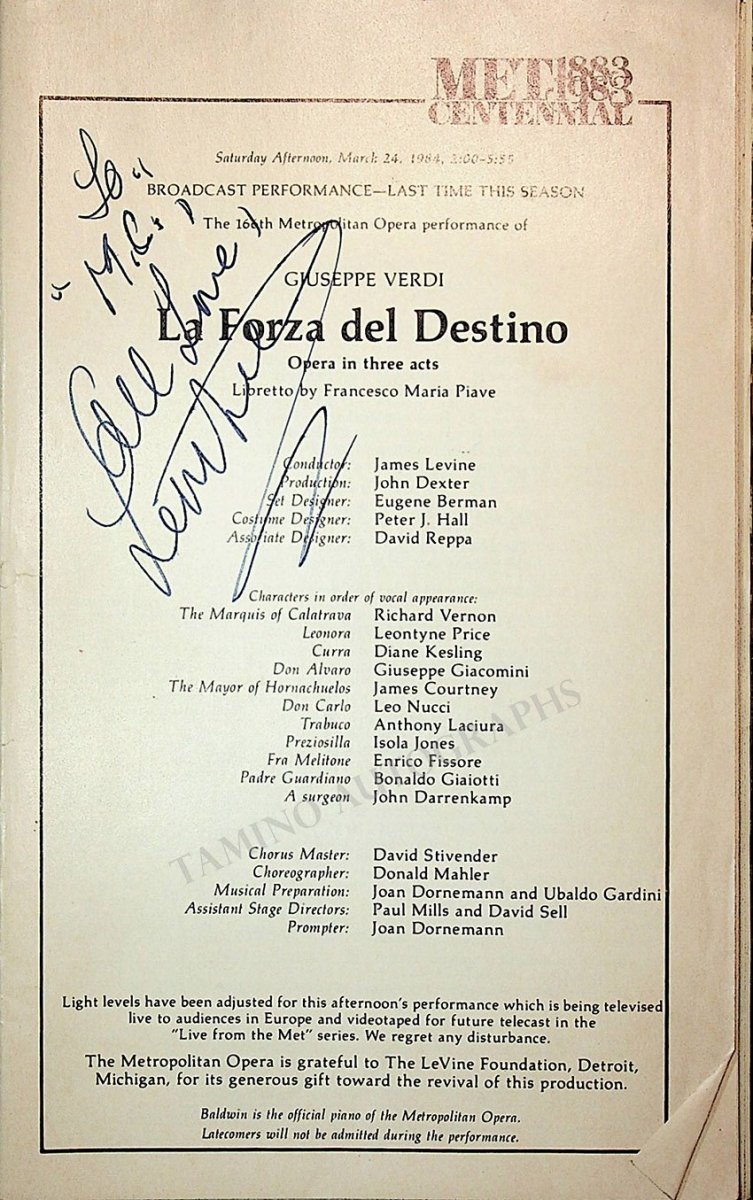 MET 1883
1983
CENTENNIAL
Saturday Afternoon, March 24, 1984, 2:00-5:55
BROADCAST PERFORMANCE—LAST TIME THIS SEASON
The 166th Metropolitan Opera performance of
GIUSEPPE VERDI
La Forza del Destino
Opera in three acts
Libretto by Francesco Maria Piave
To
"M.C."
All Love,
Conductor: James Levine
Production: John Dexter
Set Designer: Eugene Berman
Costume Designer: Peter J. Hall
Associate Designer: David Reppa
Characters in order of vocal appearance:
The Marquis of Calatrava Richard Vernon
Leonora Leontyne Price
Curra Diane Kesling
Don Alvaro Giuseppe Giacomini
The Mayor of Hornachuelos James Courtney
Don Carlo Leo Nucci
Trabuco Anthony Laciura
Preziosilla Isola Jones
Fra Melitone Enrico Fissore
Padre Guardiano Bonaldo Giaiotti
A surgeon John Darrenkamp
TAMINO AUTOGRAPHS
Chorus Master: David Stivender
Choreographer: Donald Mahler
Musical Preparation: Joan Dornemann and Ubaldo Gardini
Assistant Stage Directors: Paul Mills and David Sell
Prompter: Joan Dornemann
Light levels have been adjusted for this afternoon's performance which is being televised
live to audiences in Europe and videotaped for future telecast in the
"Live from the Met" series. We regret any disturbance.
The Metropolitan Opera is grateful to The LeVine Foundation, Detroit,
Michigan, for its generous gift toward the revival of this production.
Baldwin is the official piano of the Metropolitan Opera.
Latecomers will not be admitted during the performance.